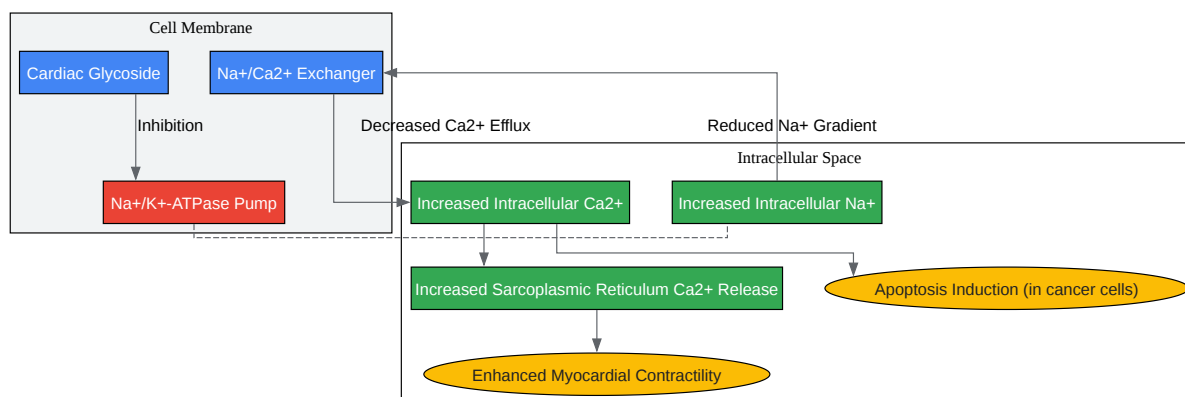 Cell Membrane
Cardiac Glycoside
Na+/Ca2+ Exchanger
Inhibition
Decreased Ca2+ Efflux
Reduced Na+ Gradient
Intracellular Space
Na+/K+-ATPase Pump
Increased Intracellular Ca2+
Increased Intracellular Na+
Increased Sarcoplasmic Reticulum Ca2+ Release
Apoptosis Induction (in cancer cells)
Enhanced Myocardial Contractility